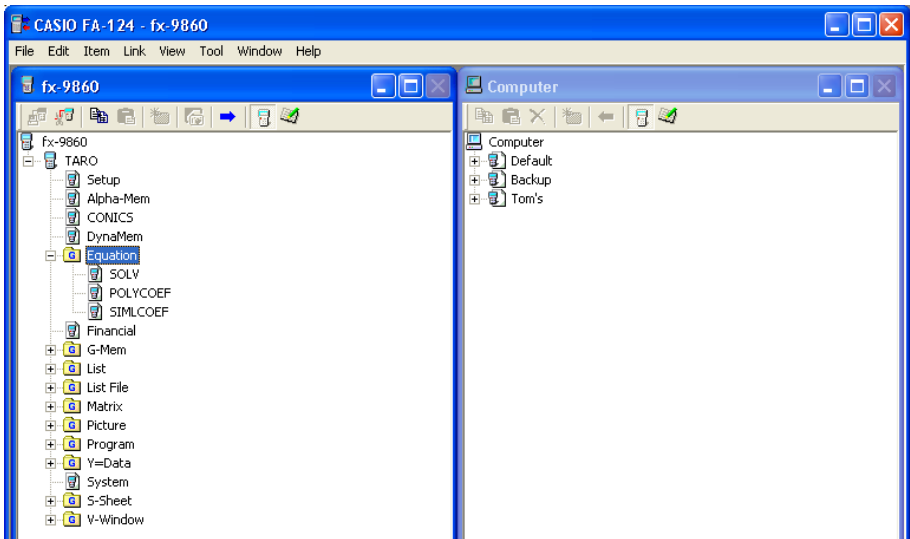 CASIO FA-124 - fx-9860
File Edit Item Link View Tool Window Help
fx-9860
fx-9860
TARO
Setup
Alpha-Mem
CONICS
DynaMem
G Equation
SOLV
POLYCOEF
SIMLCOEF
Financial
G G-Mem
G List
G List File
G Matrix
G Picture
G Program
G Y=Data
System
G S-Sheet
G V-Window
Computer
Computer
Default
Backup
Tom's